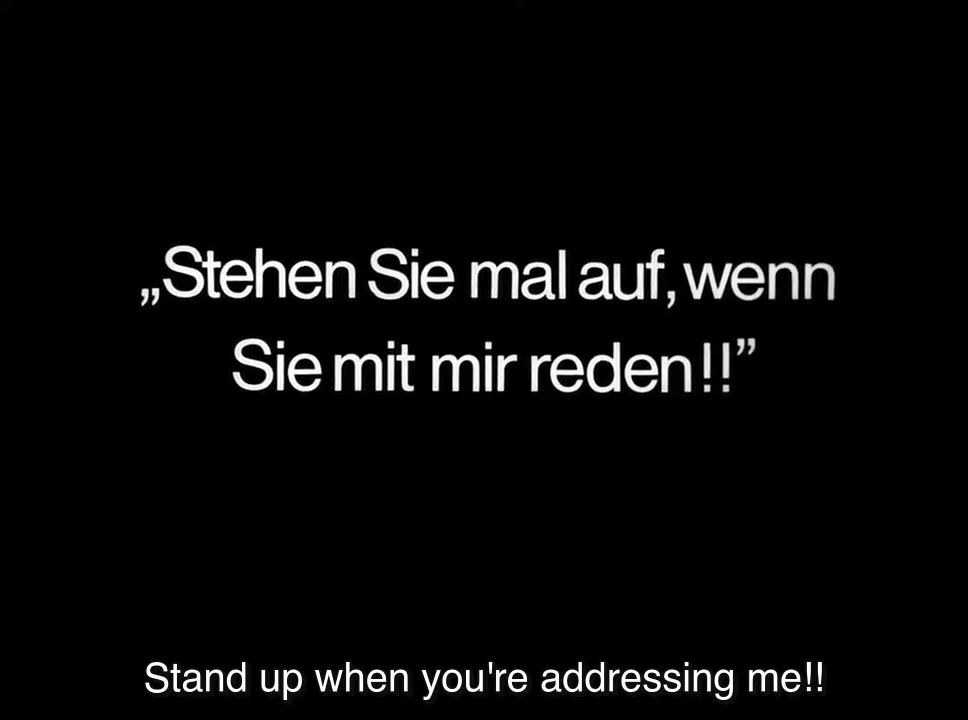 „Stehen Sie mal auf, wenn
Sie mit mir reden!!”
Stand up when you're addressing me!!